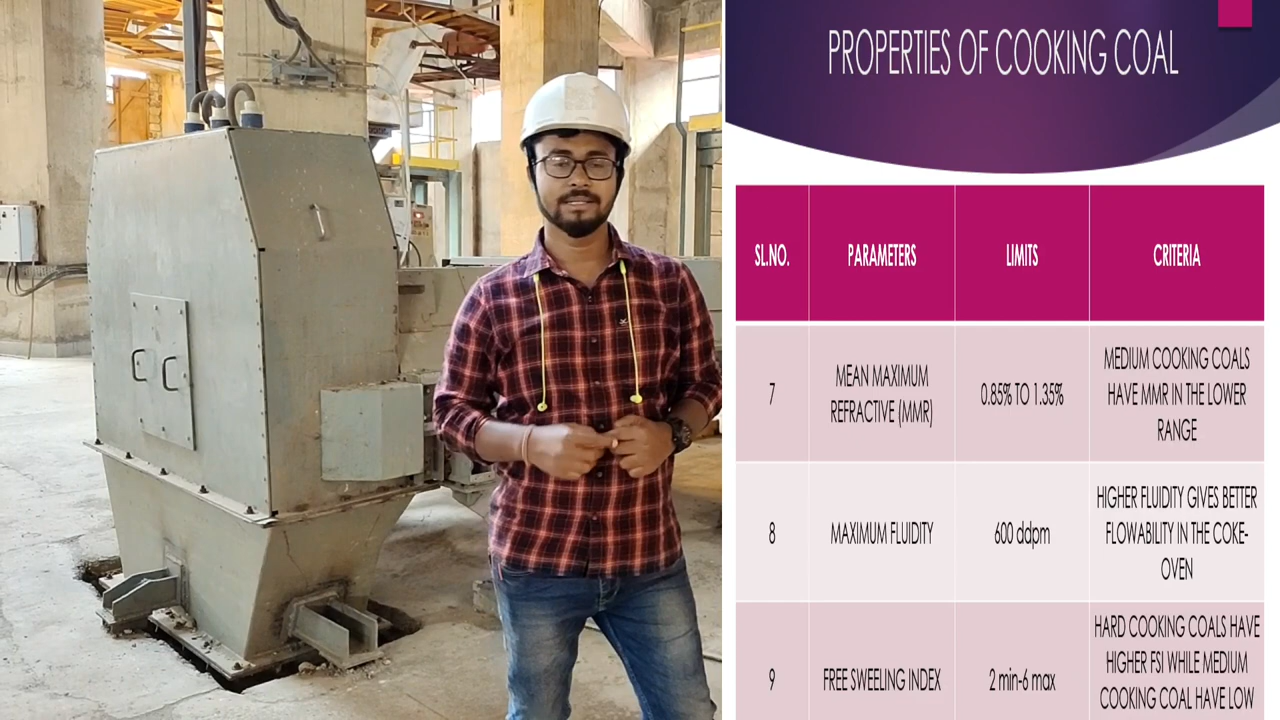 PROPERTIES OF COOKING COAL
SL.NO. PARAMETERS LIMITS CRITERIA
7
MEAN MAXIMUM
REFRACTIVE (MMR)
0.85% TO 1.35%
MEDIUM COOKING COALS
HAVE MMR IN THE LOWER
RANGE
8
MAXIMUM FLUIDITY
600 ddpm
HIGHER FLUIDITY GIVES BETTER
FLOWABILITY IN THE COKE-
OVEN
9
FREE SWEELING INDEX
2 min-6 max
HARD COOKING COALS HAVE
HIGHER FSI WHILE MEDIUM
COOKING COAL HAVE LOW